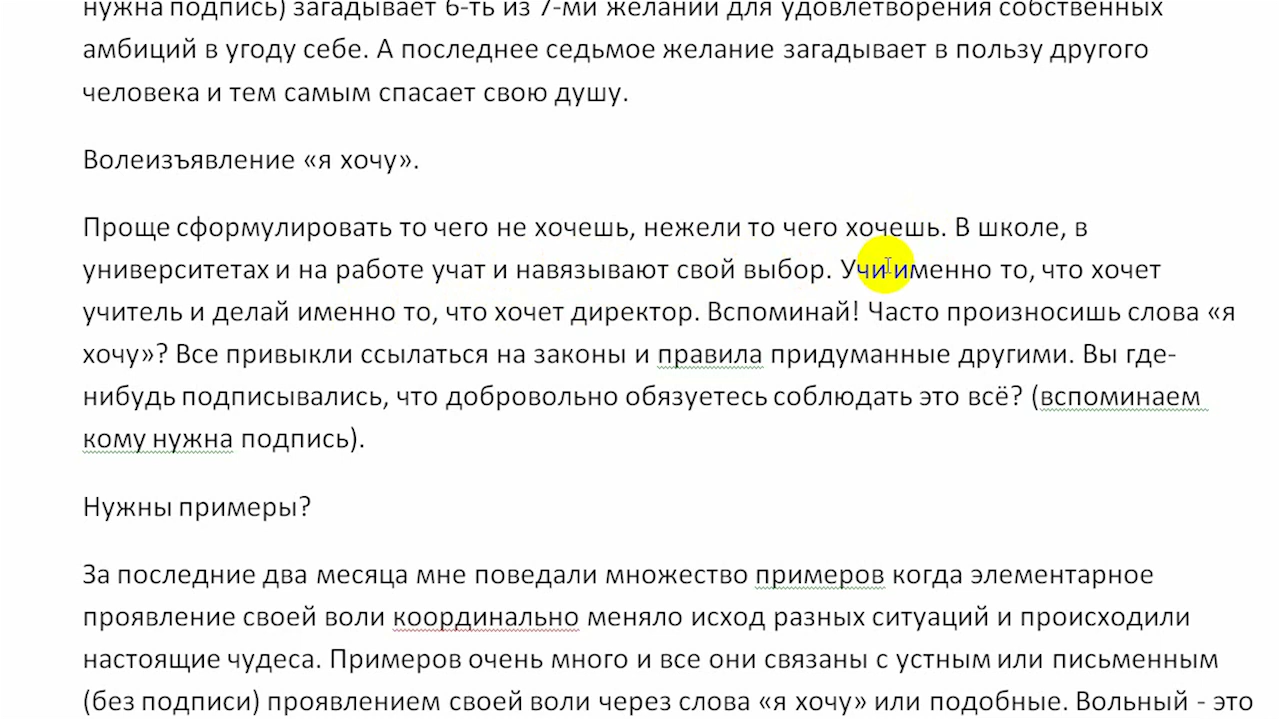 нужна подпись) загадывает 6-ть из 7-ми желаний для удовлетворения собственных
амбиций в угоду себе. А последнее седьмое желание загадывает в пользу другого
человека и тем самым спасает свою душу.
Волеизъявление «я хочу».
Проще сформулировать то чего не хочешь, нежели то чего хочешь. В школе, в
университетах и на работе учат и навязывают свой выбор. Учи именно то, что хочет
учитель и делай именно то, что хочет директор. Вспоминай! Часто произносишь слова «я
хочу»? Все привыкли ссылаться на законы и правила придуманные другими. Вы где-
нибудь подписывались, что добровольно обязуетесь соблюдать это всё? (вспоминаем
кому нужна подпись).
Нужны примеры?
За последние два месяца мне поведали множество примеров когда элементарное
проявление своей воли координально меняло исход разных ситуаций и происходили
настоящие чудеса. Примеров очень много и все они связаны с устным или письменным
(без подписи) проявлением своей воли через слова «я хочу» или подобные. Вольный - это